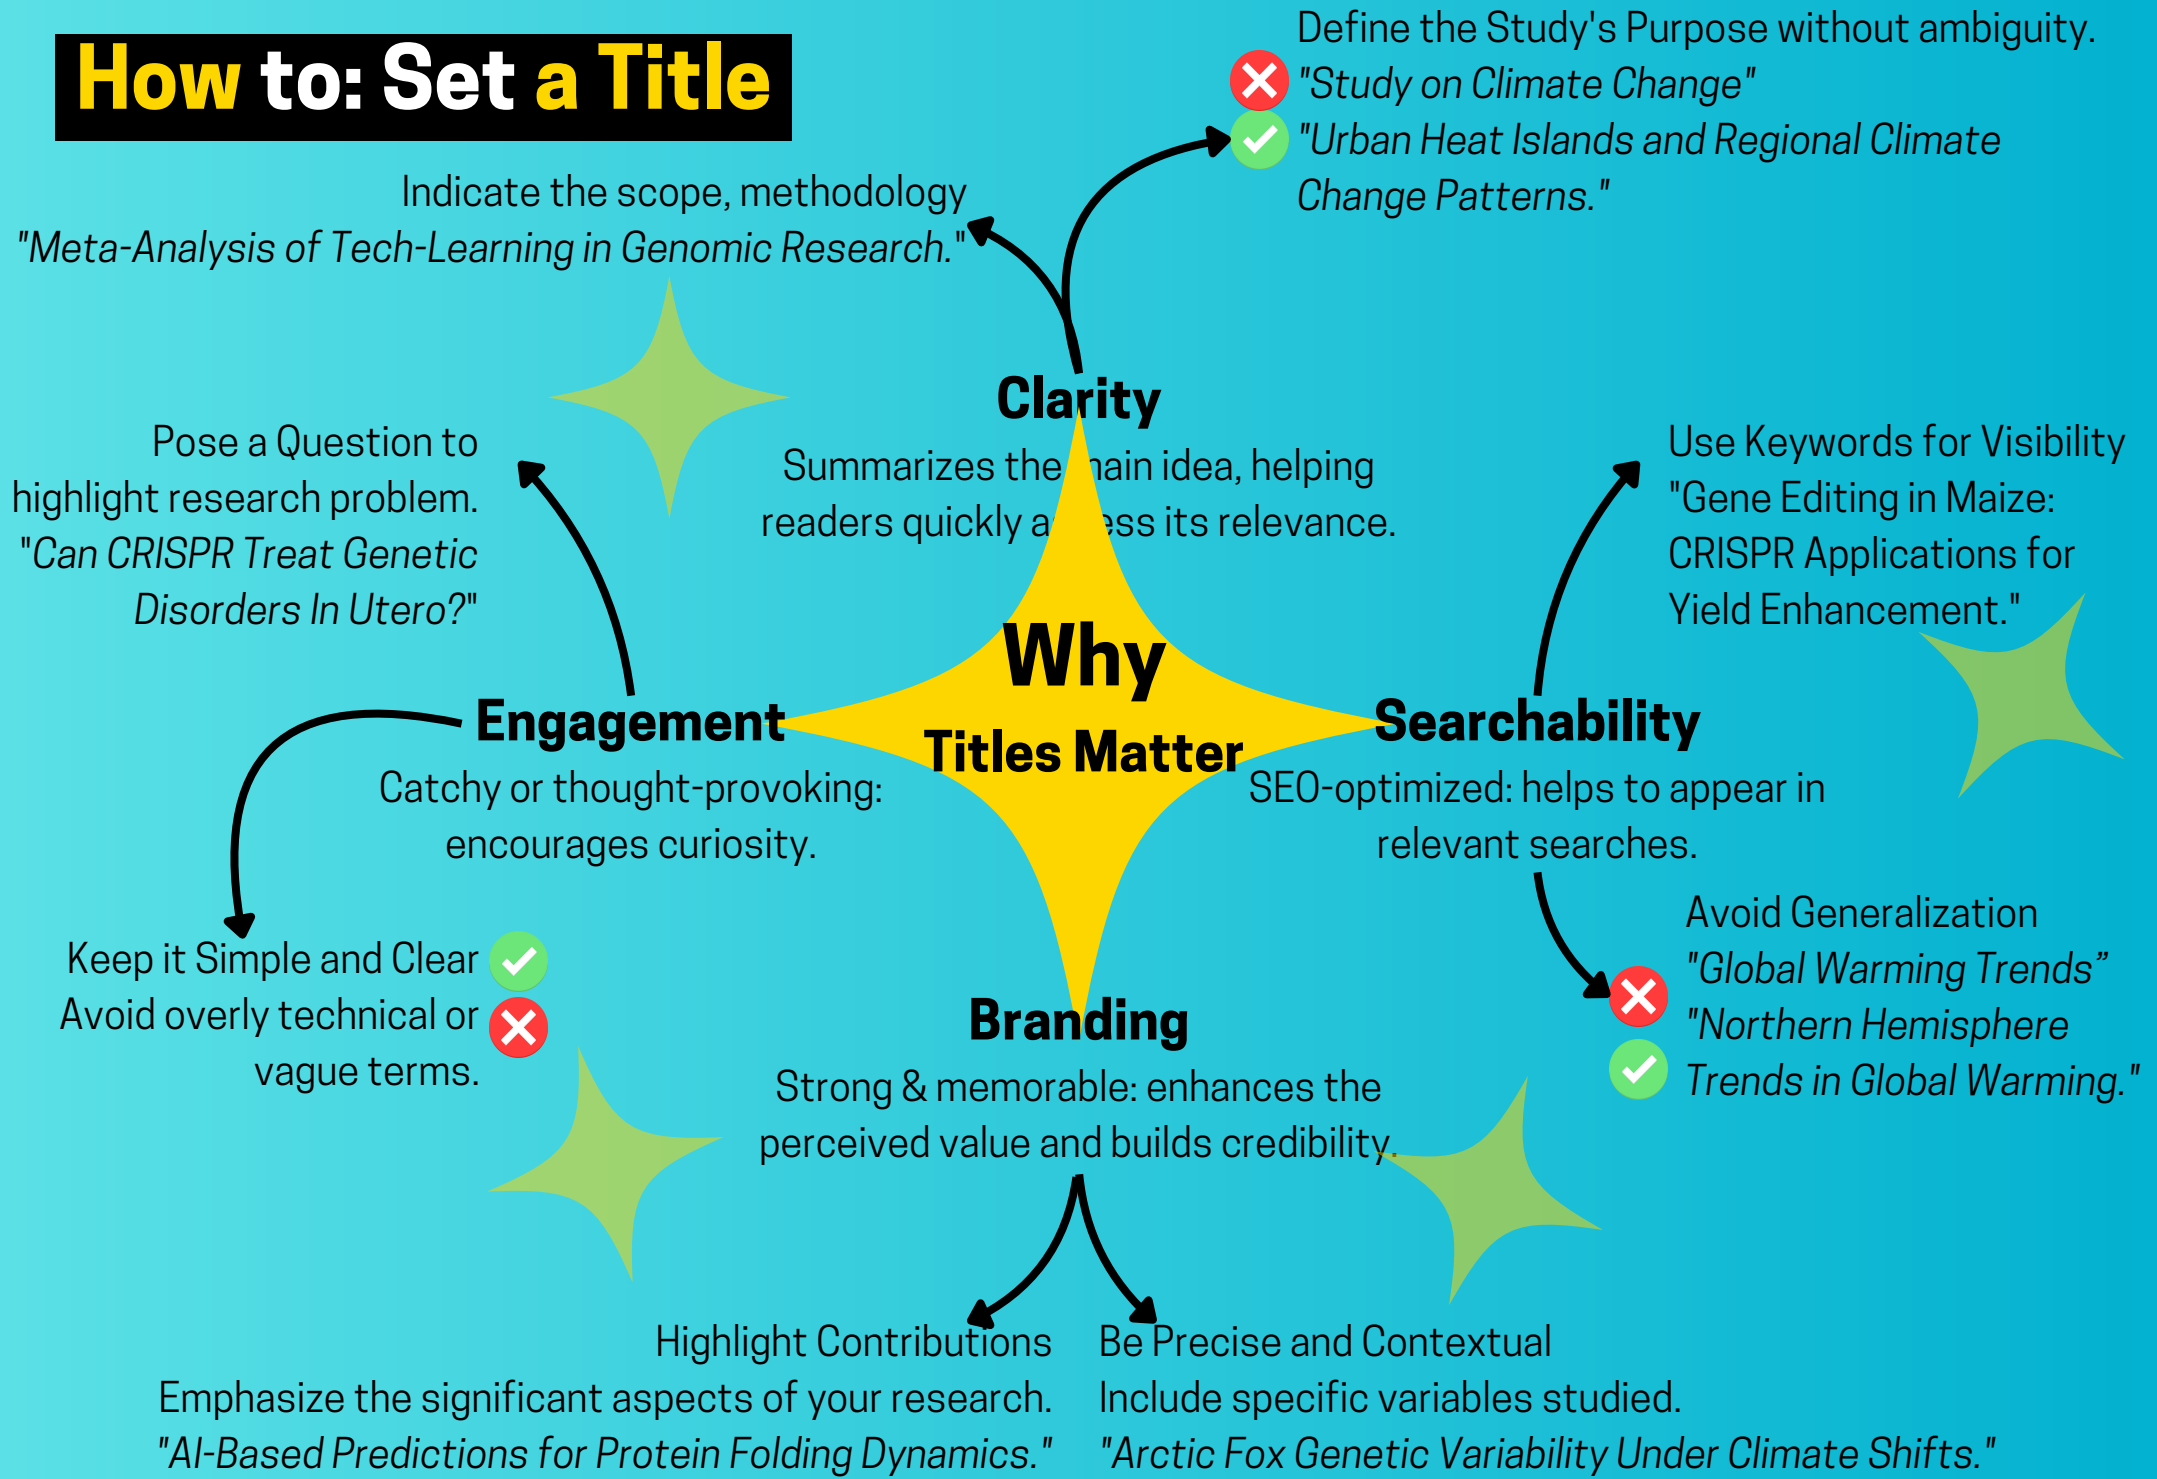 How to: Set a Title
Define the Study's Purpose without ambiguity.
"Study on Climate Change"
"Urban Heat Islands and Regional Climate
Change Patterns."
Indicate the scope, methodology
"Meta-Analysis of Tech-Learning in Genomic Research."
Clarity
Summarizes the main idea, helping
readers quickly assess its relevance.
Pose a Question to
highlight research problem.
"Can CRISPR Treat Genetic
Disorders In Utero?"
Use Keywords for Visibility
"Gene Editing in Maize:
CRISPR Applications for
Yield Enhancement."
Why
Titles Matter
Engagement
Catchy or thought-provoking:
encourages curiosity.
Searchability
SEO-optimized: helps to appear in
relevant searches.
Keep it Simple and Clear
Avoid overly technical or
vague terms.
Avoid Generalization
"Global Warming Trends”
"Northern Hemisphere
Trends in Global Warming."
Branding
Strong & memorable: enhances the
perceived value and builds credibility.
Highlight Contributions
Emphasize the significant aspects of your research.
"AI-Based Predictions for Protein Folding Dynamics."
Be Precise and Contextual
Include specific variables studied.
"Arctic Fox Genetic Variability Under Climate Shifts."